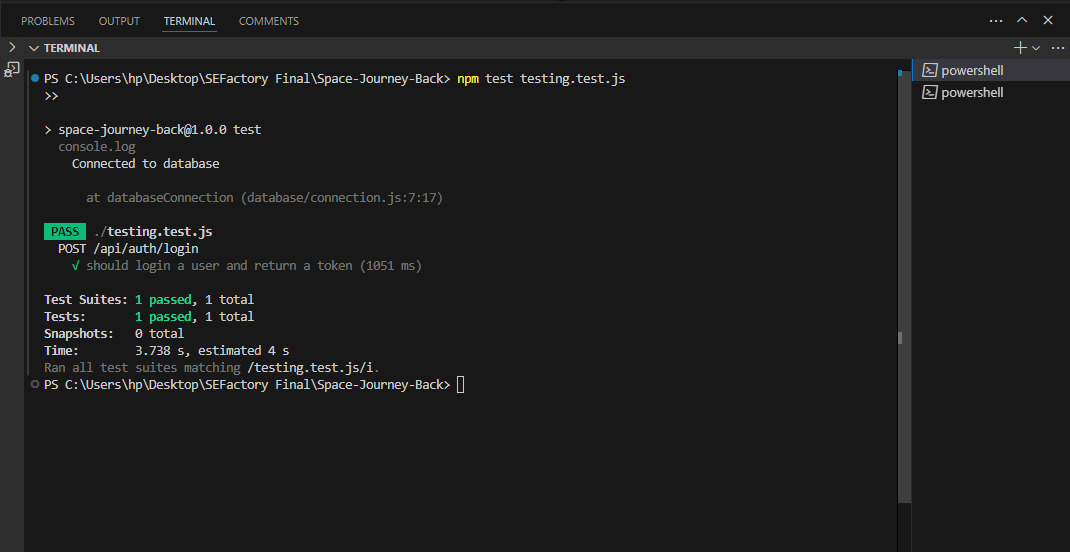 PROBLEMS OUTPUT TERMINAL COMMENTS
TERMINAL
PS C:\Users\hp\Desktop\SEFactory Final\Space-Journey-Back> npm test testing.test.js
>>
> space-journey-back@1.0.0 test
console.log
Connected to database
at databaseConnection (database/connection.js:7:17)
PASS ./testing.test.js
POST /api/auth/login
√ should login a user and return a token (1051 ms)
Test Suites: 1 passed, 1 total
Tests: 1 passed, 1 total
Snapshots: 0 total
Time: 3.738 s, estimated 4 s
Ran all test suites matching /testing.test.js/i.
PS C:\Users\hp\Desktop\SEFactory Final\Space-Journey-Back>
powershell
powershell